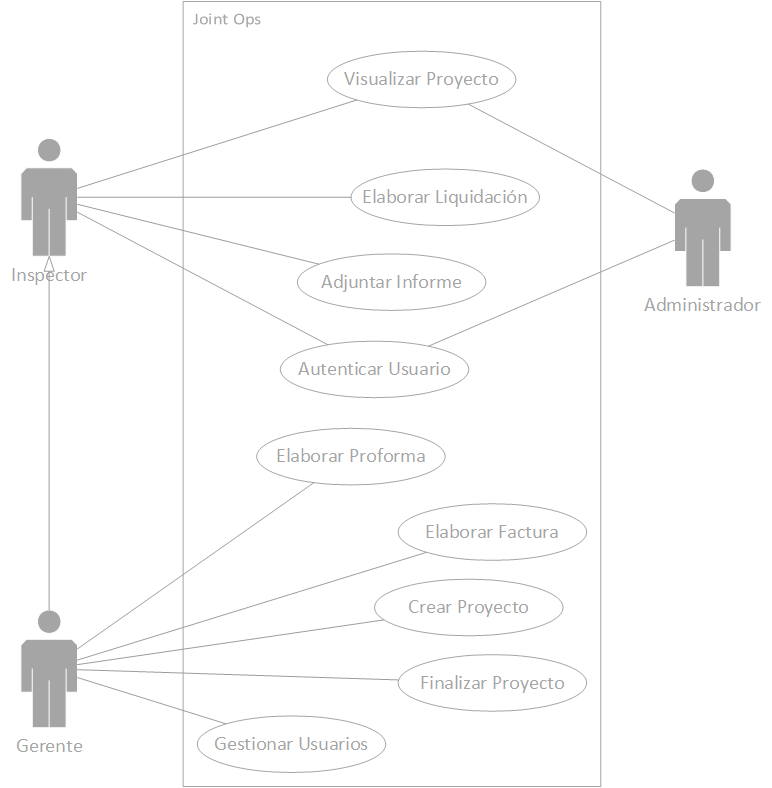 Joint Ops
Visualizar Proyecto
Elaborar Liquidación
Inspector
Adjuntar Informe
Administrador
Autenticar Usuario
Elaborar Proforma
Elaborar Factura
Crear Proyecto
Finalizar Proyecto
Gerente
Gestionar Usuarios